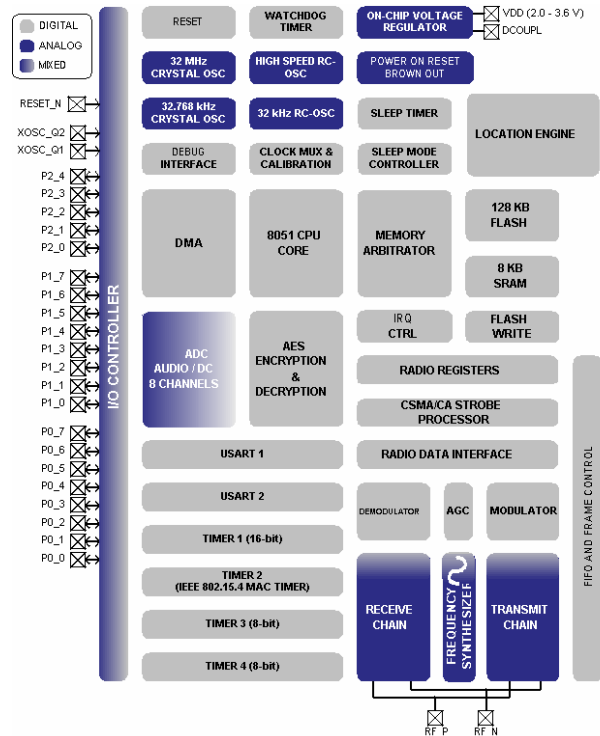 DIGITAL
ANALOG
MIXED
RESET
WATCHDOG
TIMER
ON-CHIP VOLTAGE
REGULATOR
VDD (2.0 - 3.6 V)
DCOUPL
32 MHz
CRYSTAL OSC
HIGH SPEED RC-
OSC
POWER ON RESET
BROWN OUT
32.768 kHz
CRYSTAL OSC
32 kHz RC-OSC
SLEEP TIMER
LOCATION ENGINE
DEBUG
INTERFACE
CLOCK MUX &
CALIBRATION
SLEEP MODE
CONTROLLER
RESET_N
XOSC_Q2
XOSC_Q1
P2_4
P2_3
P2_2
P2_1
P2_0
P1_7
P1_6
P1_5
P1_4
P1_3
P1_2
P1_1
P1_0
P0_7
P0_6
P0_5
P0_4
P0_3
P0_2
P0_1
P0_0
I/O CONTROLLER
DMA
8051 CPU
CORE
MEMORY
ARBITRATOR
128 KB
FLASH
8 KB
SRAM
ADC
AUDIO / DC
8 CHANNELS
AES
ENCRYPTION
&
DECRYPTION
IRQ
CTRL
FLASH
WRITE
RADIO REGISTERS
CSMA/CA STROBE
PROCESSOR
USART 1
RADIO DATA INTERFACE
USART 2
DEMODULATOR
AGC
MODULATOR
TIMER 1 (16-bit)
TIMER 2
(IEEE 802.15.4 MAC TIMER)
TIMER 3 (8-bit)
TIMER 4 (8-bit)
RECEIVE
CHAIN
FREQUENCY
SYNTHESIZER
TRANSMIT
CHAIN
FIFO AND FRAME CONTROL
RF_P
RF_N